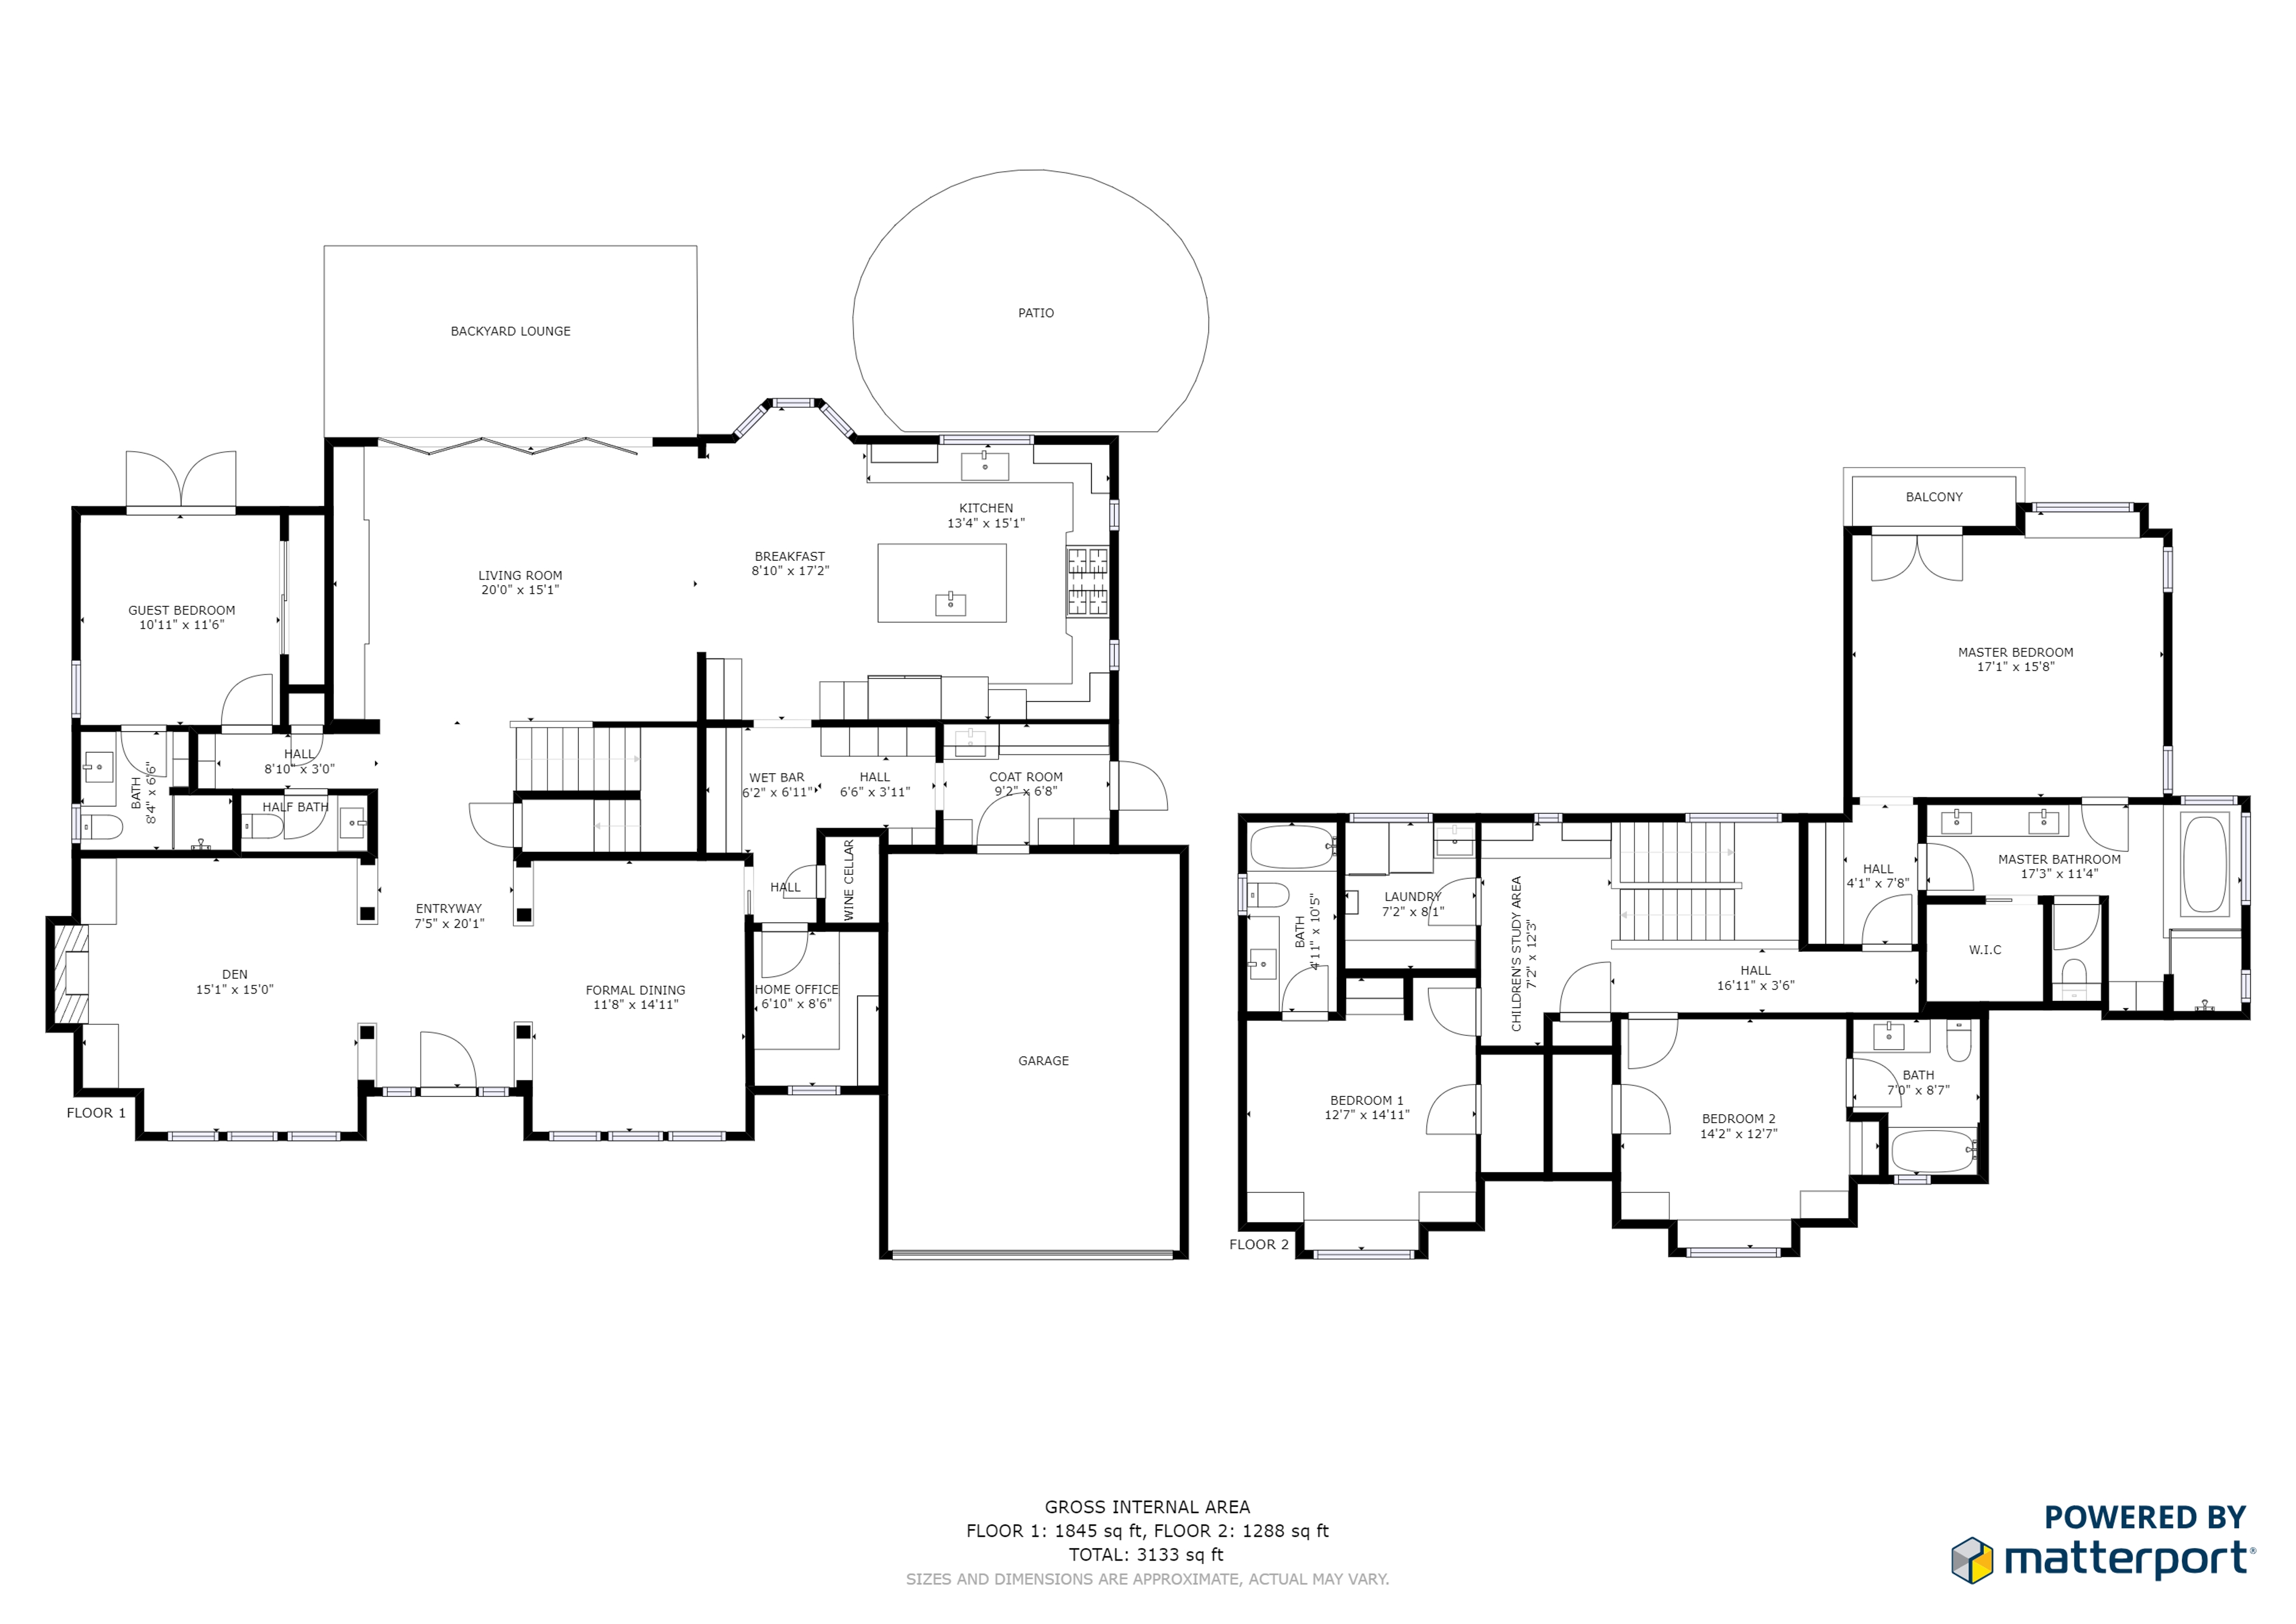 BACKYARD LOUNGE
PATIO
KITCHEN
13'4" x 15'1"
BREAKFAST
8'10" x 17'2"
LIVING ROOM
20'0" x 15'1"
GUEST BEDROOM
10'11" x 11'6"
HALL
8'10" x 3'0"
BATH
8'4" x 6'6"
HALF BATH
WET BAR
6'2" x 6'11"
HALL
6'6" x 3'11"
COAT ROOM
9'2" x 6'8"
HALL
WINE CELLAR
ENTRYWAY
7'5" x 20'1"
DEN
15'1" x 15'0"
FORMAL DINING
11'8" x 14'11"
HOME OFFICE
6'10" x 8'6"
GARAGE
FLOOR 1
BALCONY
MASTER BEDROOM
17'1" x 15'8"
HALL
4'1" x 7'8"
MASTER BATHROOM
17'3" x 11'4"
W.I.C
LAUNDRY
7'2" x 8'1"
BATH
4'11" x 10'5"
CHILDREN'S STUDY AREA
7'2" x 12'3"
HALL
16'11" x 3'6"
BEDROOM 1
12'7" x 14'11"
BEDROOM 2
14'2" x 12'7"
BATH
7'0" x 8'7"
FLOOR 2
GROSS INTERNAL AREA
FLOOR 1: 1845 sq ft, FLOOR 2: 1288 sq ft
TOTAL: 3133 sq ft
SIZES AND DIMENSIONS ARE APPROXIMATE, ACTUAL MAY VARY.
POWERED BY
matterport®